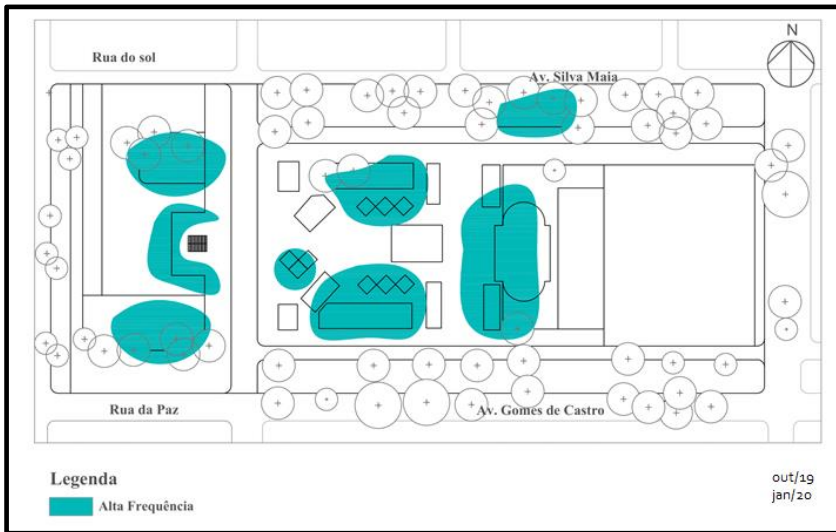 Rua do sol
Av. Silva Maia
N
Rua da Paz
Av. Gomes de Castro
Legenda
Alta Frequência
out/19
jan/20